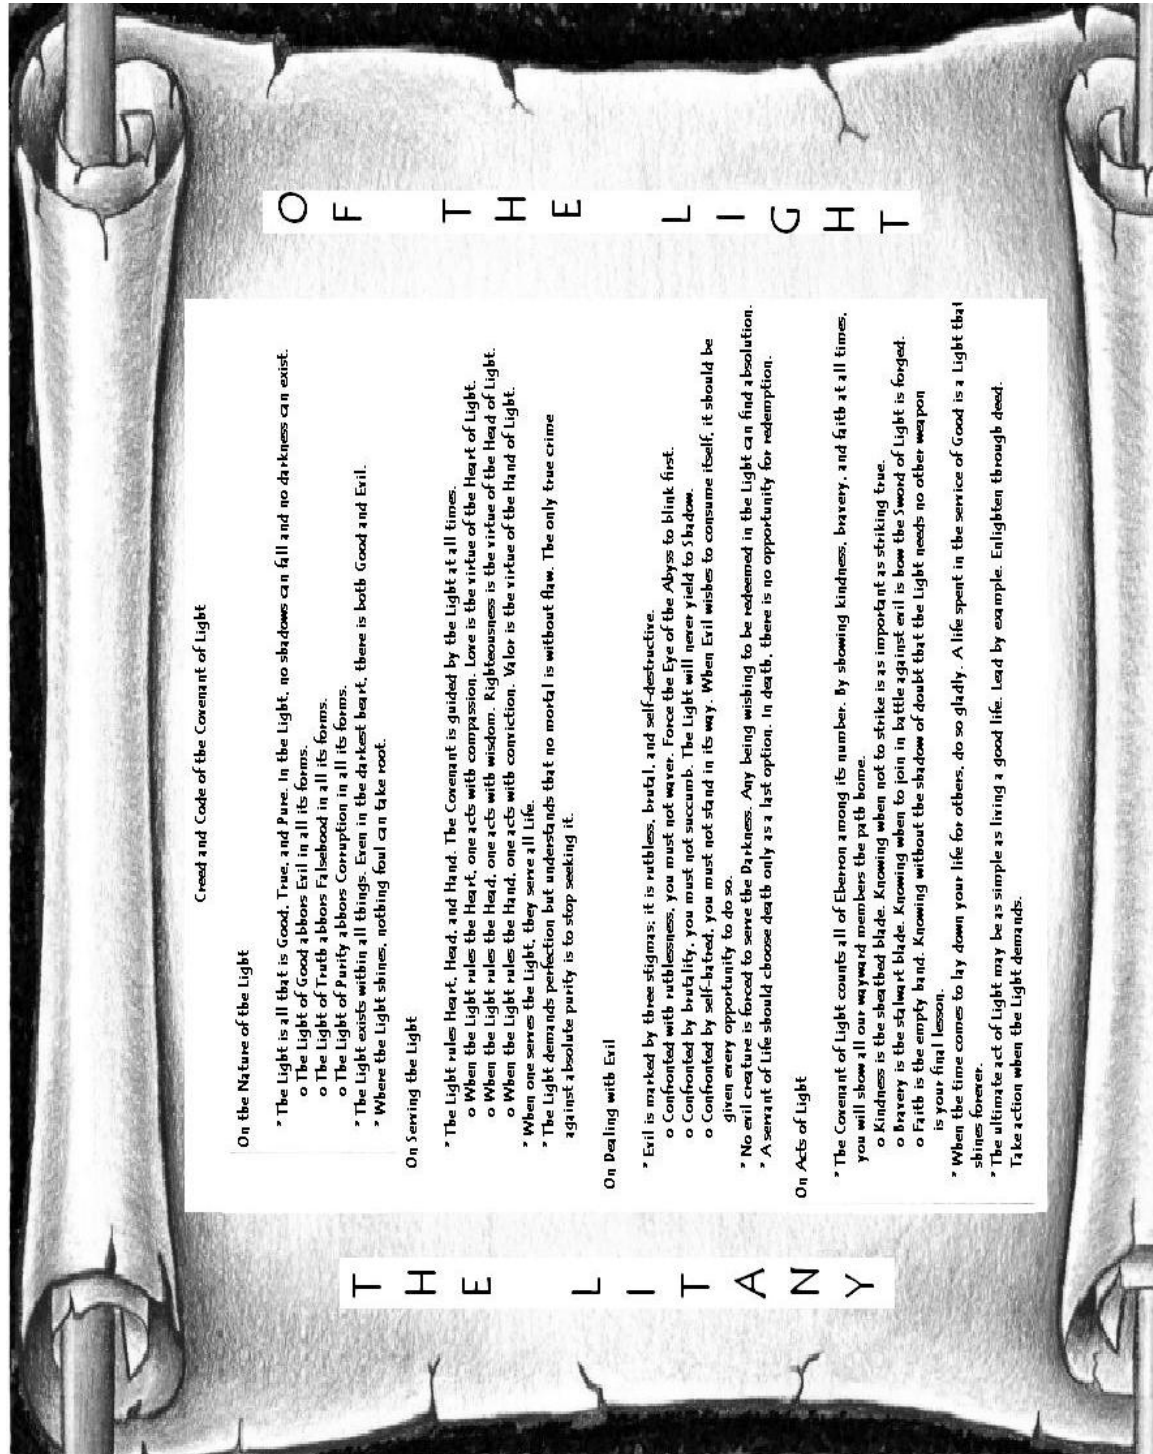 THE LITANY
OF THE LIGHT
Creed and Code of the Covenant of Light
On the Nature of the Light
" The Light is all that is Good, True, and Pure. In the Light, no shadows can fall and no darkness can exist.
o The Light of Good abhors Evil in all its forms.
o The Light of Truth abhors Falsehood in all its forms.
o The Light of Purity abhors Corruption in all its forms.
" The Light exists within all things. Even in the darkest heart, there is both Good and Evil.
" Where the Light shines, nothing foul can take root.
On Serving the Light
" The Light rules Heart, Head, and Hand. The Covenant is guided by the Light at all times.
o When the Light rules the Heart, one acts with compassion. Love is the virtue of the Heart of Light.
o When the Light rules the Head, one acts with wisdom. Righteousness is the virtue of the Head of Light.
o When the Light rules the Hand, one acts with conviction. Valor is the virtue of the Hand of Light.
" When one serves the Light, they serve all Life.
" The Light demands perfection but understands that no mortal is without flaw. The only true crime
against absolute purity is to stop seeking it.
On Dealing with Evil
" Evil is marked by three stigmas; it is ruthless, brutal, and self-destructive.
o Confronted with ruthlessness, you must not waver. Force the Eye of the Abyss to blink first.
o Confronted by brutality, you must not succumb. The Light will never yield to Shadow.
o Confronted by self-hatred, you must not stand in its way. When Evil wishes to consume itself, it should be
given every opportunity to do so.
" No evil creature is forced to serve the Darkness. Any being wishing to be redeemed in the Light can find absolution.
" A servant of Life should choose death only as a last option. In death, there is no opportunity for redemption.
On Acts of Light
" The Covenant of Light counts all of Eberron among its number. By showing kindness, bravery, and faith at all times,
you will show all our wayward members the path home.
o Kindness is the sheathed blade. Knowing when not to strike is as important as striking true.
o Bravery is the stalwart blade. Knowing when to join in battle against evil is how the Sword of Light is forged.
o Faith is the empty hand. Knowing without the shadow of doubt that the Light needs no other weapon
is your final lesson.
" When the time comes to lay down your life for others, do so gladly. A life spent in the service of Good is a Light that
shines forever.
" The ultimate act of Light may be as simple as living a good life. Lead by example. Enlighten through deed.
Take action when the Light demands.